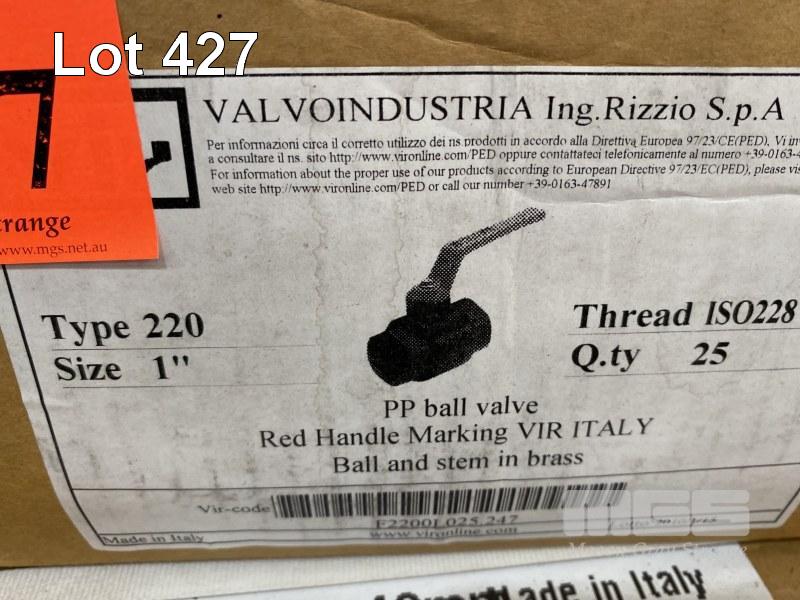 Lot 427
trange
www.mgs.net.au
VALVOINDUSTRIA Ing.Rizzio S.p.A
Per informazioni circa il corretto utilizzo dei ns. prodotti in accordo alla Direttiva Europea 97/23/CE(PED), Vi in
a consultare il ns. sito http://www.vironline.com/PED oppure contattateci telefonicamente al numero +39-0163-4
For information about the proper use of our products according to European Directive 97/23/EC(PED), please vis
web site http://www.vironline.com/PED or call our number +39-0163-47891
Type 220
Size 1"
Thread ISO228
Q.ty 25
PP ball valve
Red Handle Marking VIR ITALY
Ball and stem in brass
Vir-code
F2200L025.247
www.vironline.com
Made in Italy
MGS
Made in Italy